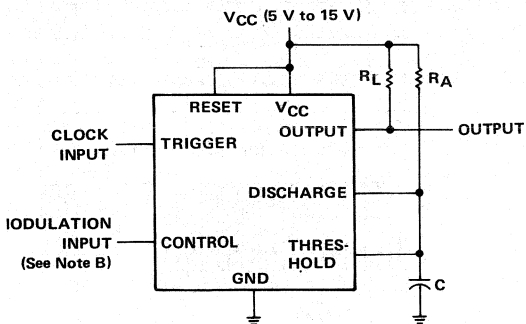 VCC (5 V to 15 V)
RL
RA
RESET
VCC
OUTPUT
OUTPUT
CLOCK
INPUT
TRIGGER
DISCHARGE
IODULATION
INPUT
(See Note B)
CONTROL
THRES-
HOLD
GND
C